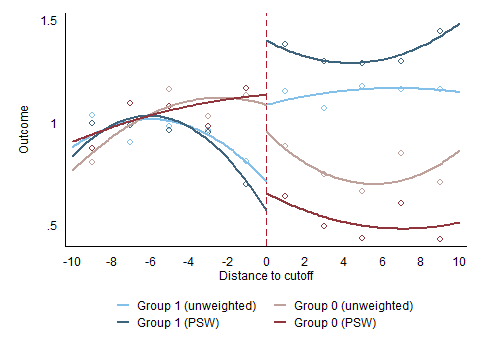 1.5
1
.5
Outcome
-10 -8 -6 -4 -2 0 2 4 6 8 10
Distance to cutoff
Group 1 (unweighted) Group 0 (unweighted)
Group 1 (PSW) Group 0 (PSW)